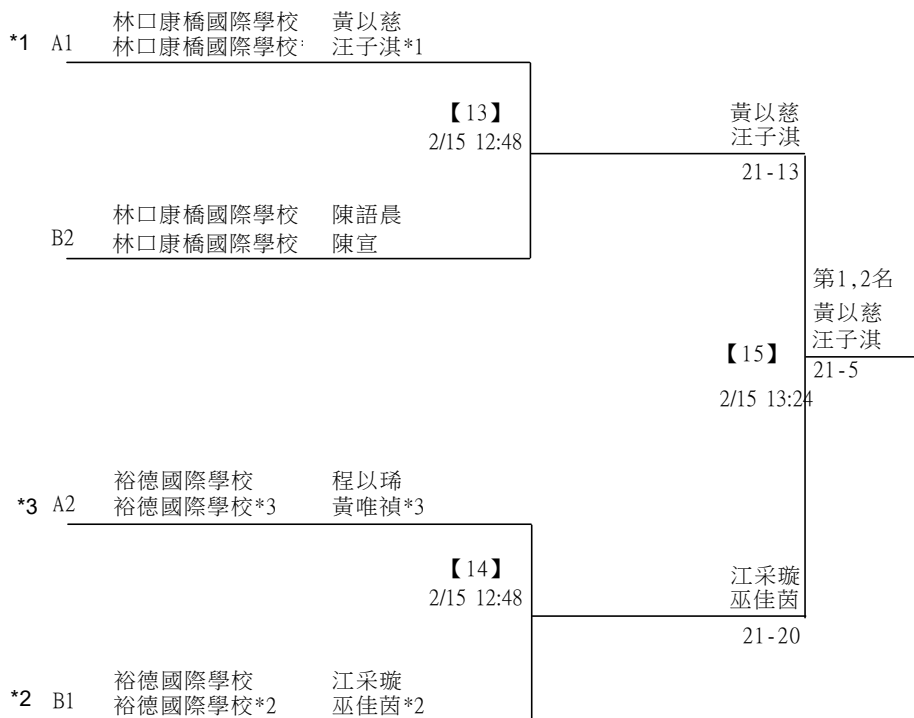 林口康橋國際學校 黃以慈
*1 A1 林口康橋國際學校 汪子淇*1
【13】
2/15 12:48
黃以慈
汪子淇
21-13
林口康橋國際學校 陳語晨
B2 林口康橋國際學校 陳宣
第1,2名
黃以慈
汪子淇
【15】
21-5
2/15 13:24
裕德國際學校 程以琋
*3 A2 裕德國際學校*3 黃唯禎*3
【14】
2/15 12:48
江采璇
巫佳茵
21-20
裕德國際學校 江采璇
*2 B1 裕德國際學校*2 巫佳茵*2